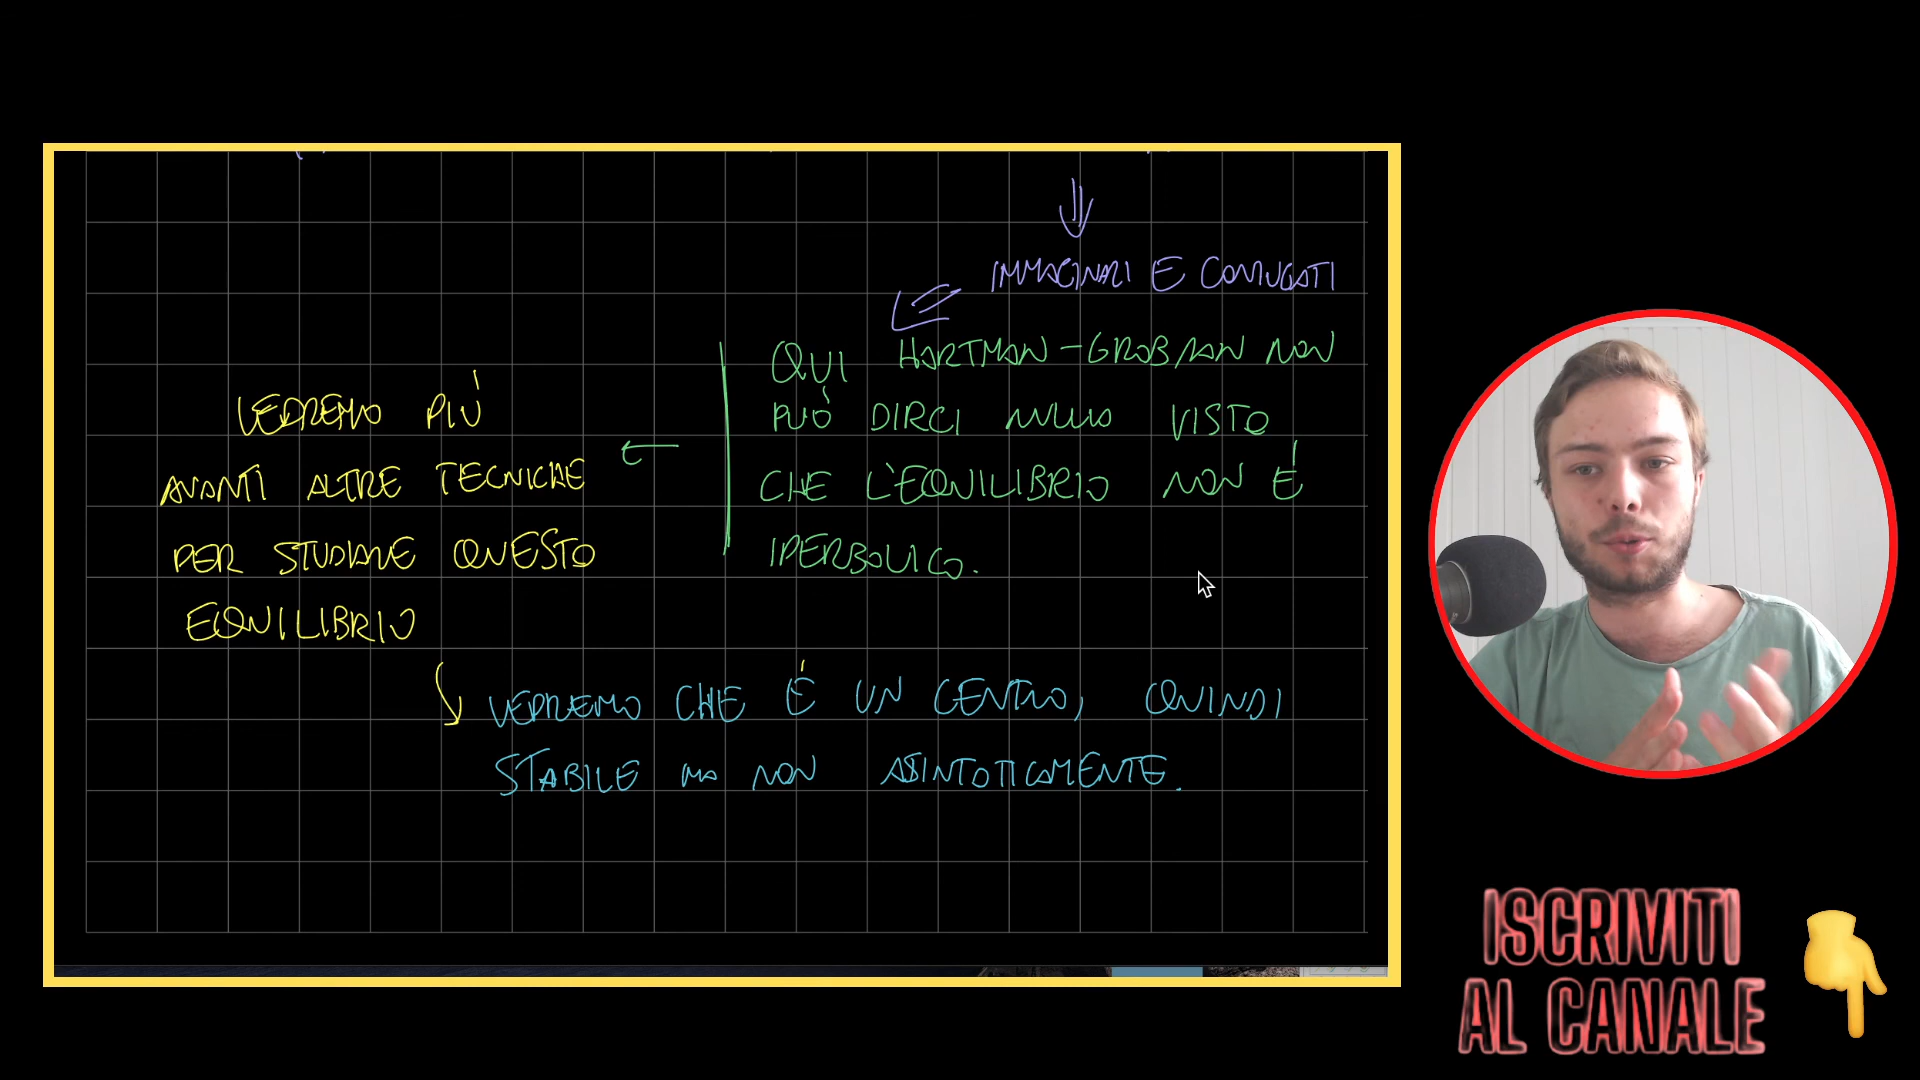 IMMAGINARI E CONIUGATI
QUI HARTMAN-GROBMAN NON
PUÒ DIRCI NULLA VISTO
CHE L'EQUILIBRIO NON È
IPERBOLICO.
VEDREMO PIÙ
AVANTI ALTRE TECNICHE
PER STUDIARE QUESTO
EQUILIBRIO
VEDREMO CHE È UN CENTRO, QUINDI
STABILE MA NON ASINTOTICAMENTE.
ISCRIVITI
AL CANALE